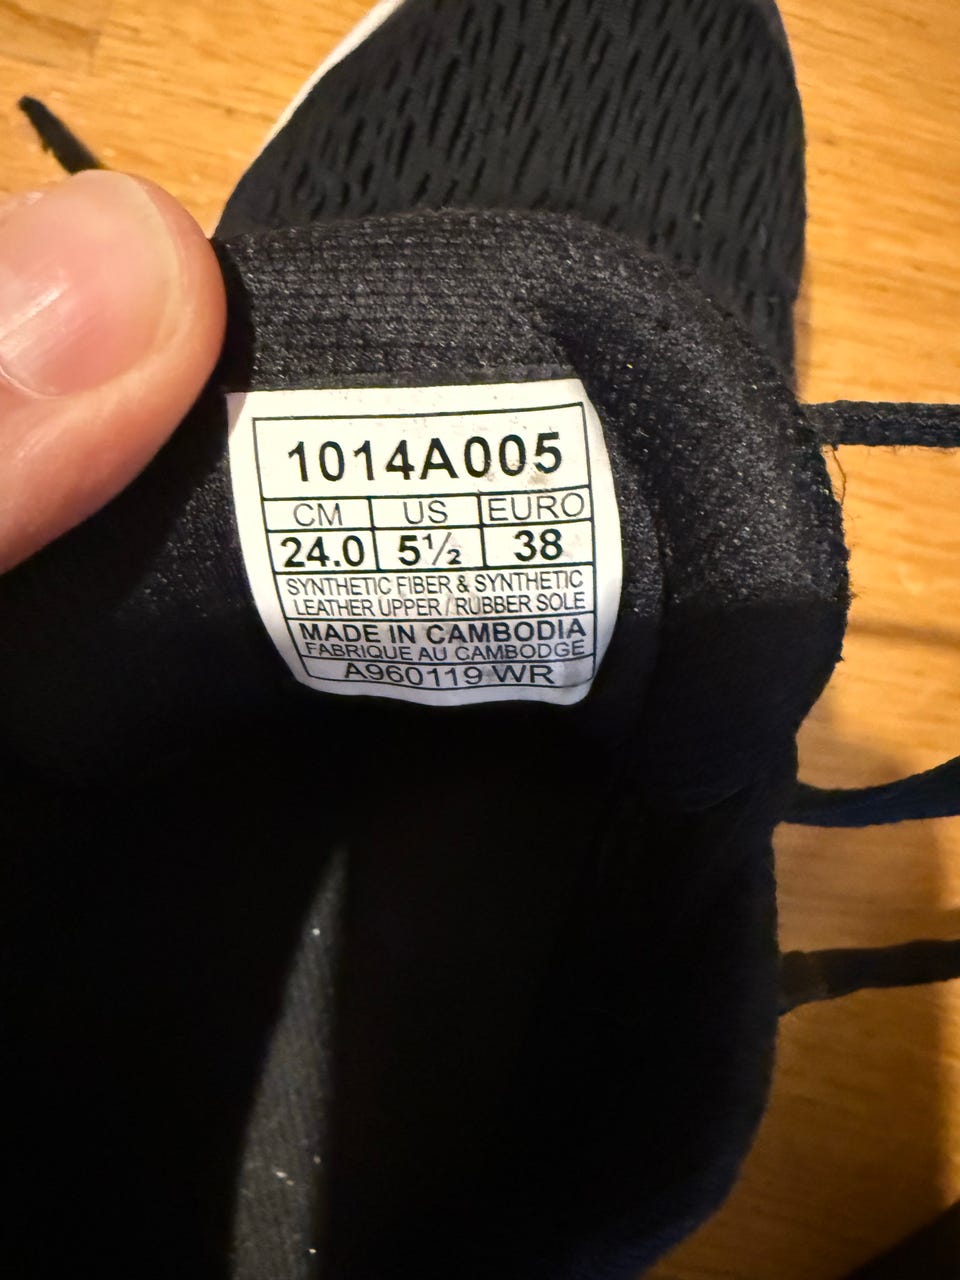 1014A005
CM US EURO
24.0 5½ 38
SYNTHETIC FIBER & SYNTHETIC
LEATHER UPPER / RUBBER SOLE
MADE IN CAMBODIA
FABRIQUE AU CAMBODGE
A960119 WR